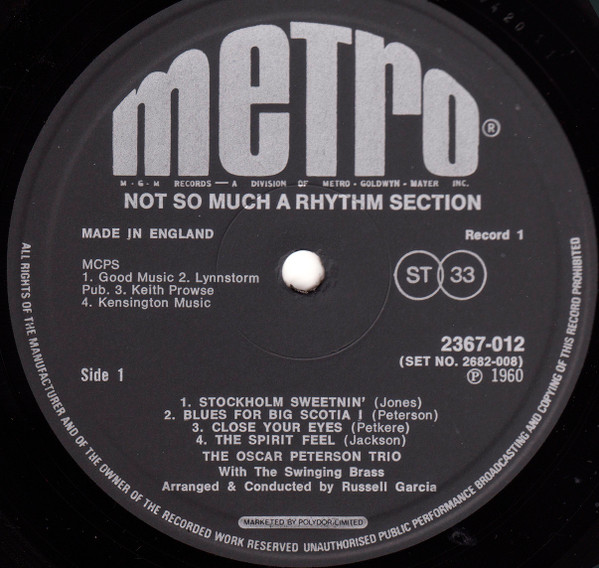 metro®
M-G-M RECORDS — A DIVISION OF METRO-GOLDWYN-MAYER INC.
NOT SO MUCH A RHYTHM SECTION
MADE IN ENGLAND
Record 1
MCPS
1. Good Music 2. Lynnstorm
Pub. 3. Keith Prowse
4. Kensington Music
ST 33
2367-012
(SET NO. 2682-008)
Ⓟ 1960
Side 1
1. STOCKHOLM SWEETNIN' (Jones)
2. BLUES FOR BIG SCOTIA I (Peterson)
3. CLOSE YOUR EYES (Petkere)
4. THE SPIRIT FEEL (Jackson)
THE OSCAR PETERSON TRIO
With The Swinging Brass
Arranged & Conducted by Russell Garcia
MARKETED BY POLYDOR LIMITED
ALL RIGHTS OF THE MANUFACTURER AND OF THE OWNER OF THE RECORDED WORK RESERVED UNAUTHORISED PUBLIC PERFORMANCE BROADCASTING AND COPYING OF THIS RECORD PROHIBITED